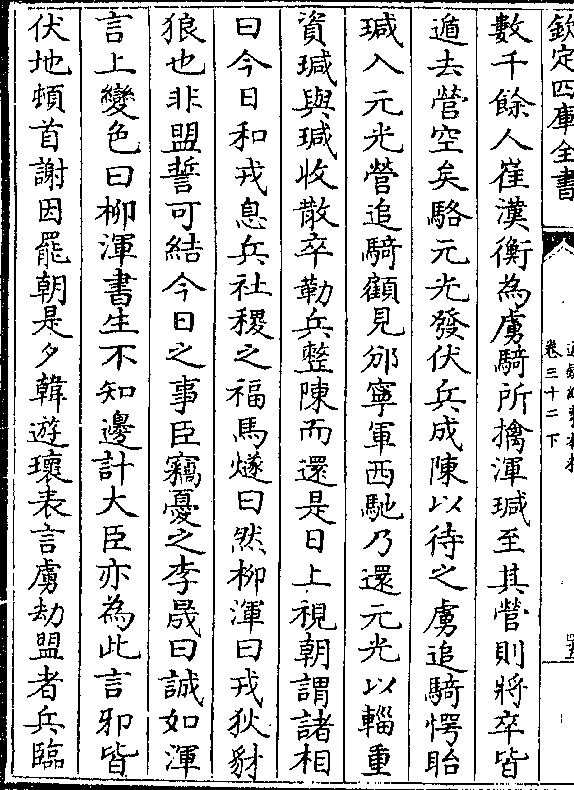 欽定四庫全書
卷三十二下
數千餘人崔漢衡為虜騎所擒渾瑊至其營則將卒皆
遁去營空矣駱元光發伏兵成陳以待之虜追騎愕眙
瑊入元光營追騎顧見邠寧軍西馳乃還元光以輜重
資瑊與瑊收散卒勒兵整陳而還是日上視朝謂諸相
曰今日和戎息兵社稷之福馬燧曰然柳渾曰戎狄豺
狼也非盟誓可結今日之事臣竊憂之李晟曰誠如渾
言上變色曰柳渾書生不知邊計大臣亦為此言邪皆
伏地頓首謝因罷朝是夕韓遊瓌表言虜劫盟者兵臨